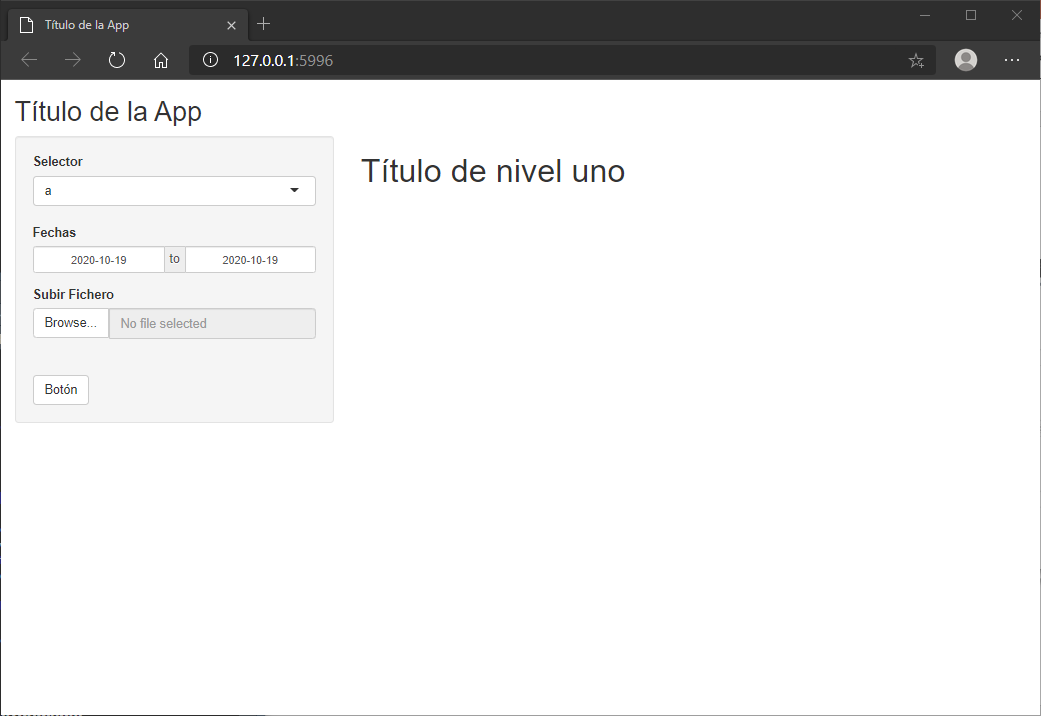 Título de la App
127.0.0.1:5996
Título de la App
Selector
a
Fechas
2020-10-19 to 2020-10-19
Subir Fichero
Browse... No file selected
Botón
Título de nivel uno